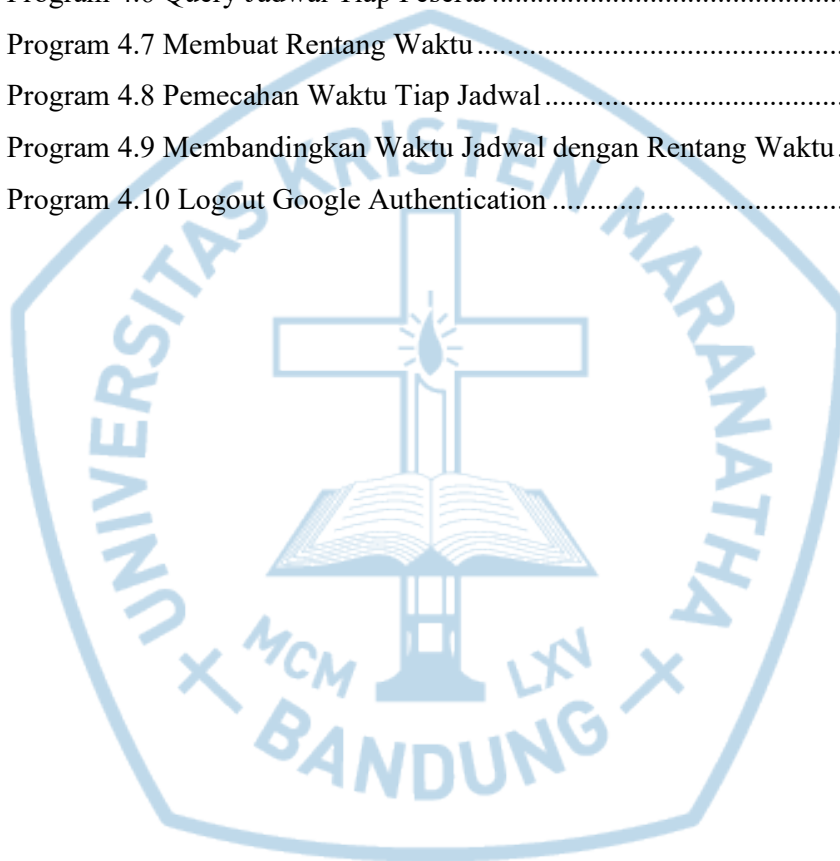 Program 4.6 Query Jadwal Tiap Peserta ....................................................
Program 4.7 Membuat Rentang Waktu ......................................................
Program 4.8 Pemecahan Waktu Tiap Jadwal ..............................................
Program 4.9 Membandingkan Waktu Jadwal dengan Rentang Waktu .
Program 4.10 Logout Google Authentication ............................................
UNIVERSITAS KRISTEN MARANATHA
MCM LXV
BANDUNG